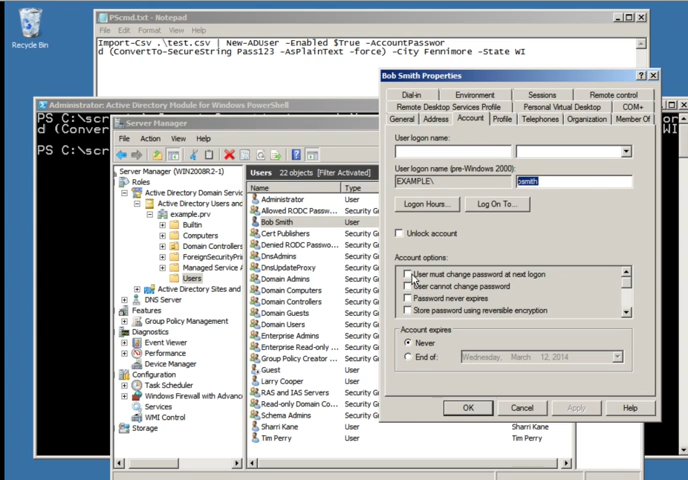 Recycle Bin
PScmd.txt - Notepad
File Edit Format View Help
Import-Csv .\test.csv | New-ADUser -Enabled $True -AccountPasswor
d (ConvertTo-SecureString Pass123 -AsPlainText -force) -City Fennimore -State WI
Administrator: Active Directory Module for Windows PowerShell
PS C:\scr
d (Conver
PS C:\scr
WI
Server Manager
File Action View
Server Manager (WIN2008R2-1)
Roles
Active Directory Domain Servic
Active Directory Users and
example.prv
Builtin
Computers
Domain Controllers
ForeignSecurityPrin
Managed Service
Users
Active Directory Sites and
DNS Server
Features
Group Policy Management
Diagnostics
Event Viewer
Performance
Device Manager
Configuration
Task Scheduler
Windows Firewall with Advance
Services
WMI Control
Storage
Users 22 objects [Filter Activated]
Name Type
Administrator User
Allowed RODC Passw... Security G
Bob Smith User
Cert Publishers Security G
Denied RODC Passwo... Security G
DnsAdmins Security G
DnsUpdateProxy Security G
Domain Admins Security G
Domain Computers Security G
Domain Controllers Security G
Domain Guests Security G
Domain Users Security G
Enterprise Admins Security G
Enterprise Read-only ... Security G
Group Policy Creator ... Security G
Guest User
Larry Cooper User
RAS and IAS Servers Security G
Read-only Domain Co... Security G
Schema Admins Security G
Sharri Kane User Sharri Kane
Tim Perry User Tim Perry
Bob Smith Properties
Dial-in Environment Sessions Remote control
Remote Desktop Services Profile Personal Virtual Desktop COM+
General Address Account Profile Telephones Organization Member Of
User logon name:
User logon name (pre-Windows 2000):
EXAMPLE\ bsmith
Logon Hours... Log On To...
Unlock account
Account options:
User must change password at next logon
User cannot change password
Password never expires
Store password using reversible encryption
Account expires
Never
End of: Wednesday, March 12, 2014
OK Cancel Apply Help